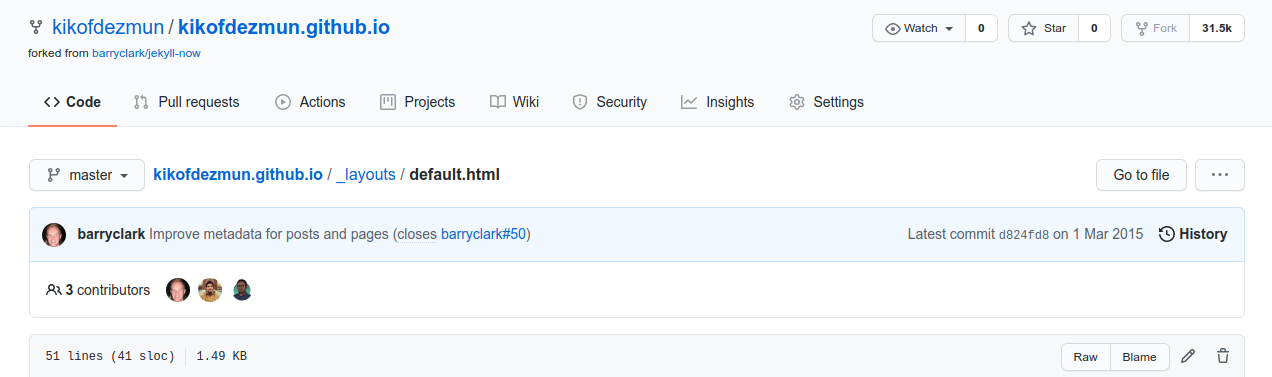 kikofdezmun / kikofdezmun.github.io
Watch 0 Star 0 Fork 31.5k
forked from barryclark/jekyll-now
Code Pull requests Actions Projects Wiki Security Insights Settings
master kikofdezmun.github.io / _layouts / default.html Go to file ...
barryclark Improve metadata for posts and pages (closes barryclark#50) Latest commit d824fd8 on 1 Mar 2015 History
3 contributors
51 lines (41 sloc) 1.49 KB Raw Blame